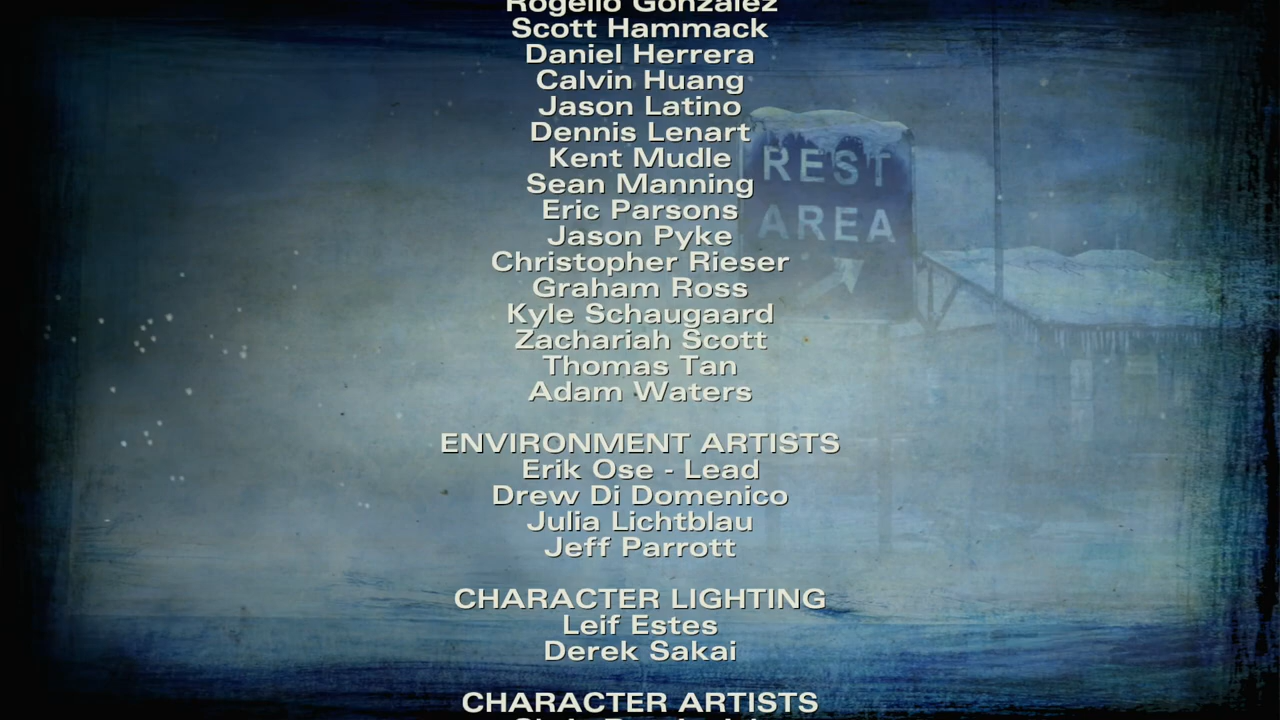 Rogelio Gonzalez
Scott Hammack
Daniel Herrera
Calvin Huang
Jason Latino
Dennis Lenart
Kent Mudle
Sean Manning
Eric Parsons
Jason Pyke
Christopher Rieser
Graham Ross
Kyle Schaugaard
Zachariah Scott
Thomas Tan
Adam Waters
REST
AREA
ENVIRONMENT ARTISTS
Erik Ose - Lead
Drew Di Domenico
Julia Lichtblau
Jeff Parrott
CHARACTER LIGHTING
Leif Estes
Derek Sakai
CHARACTER ARTISTS